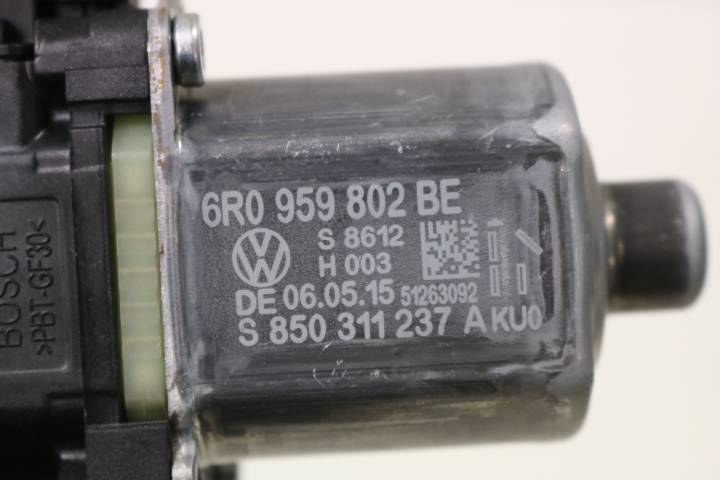 6R0 959 802 BE
S 8612
H 003
DE 06.05.15 51263092
S 850 311 237 A KU0
BOSCH
>PBT-GF30<